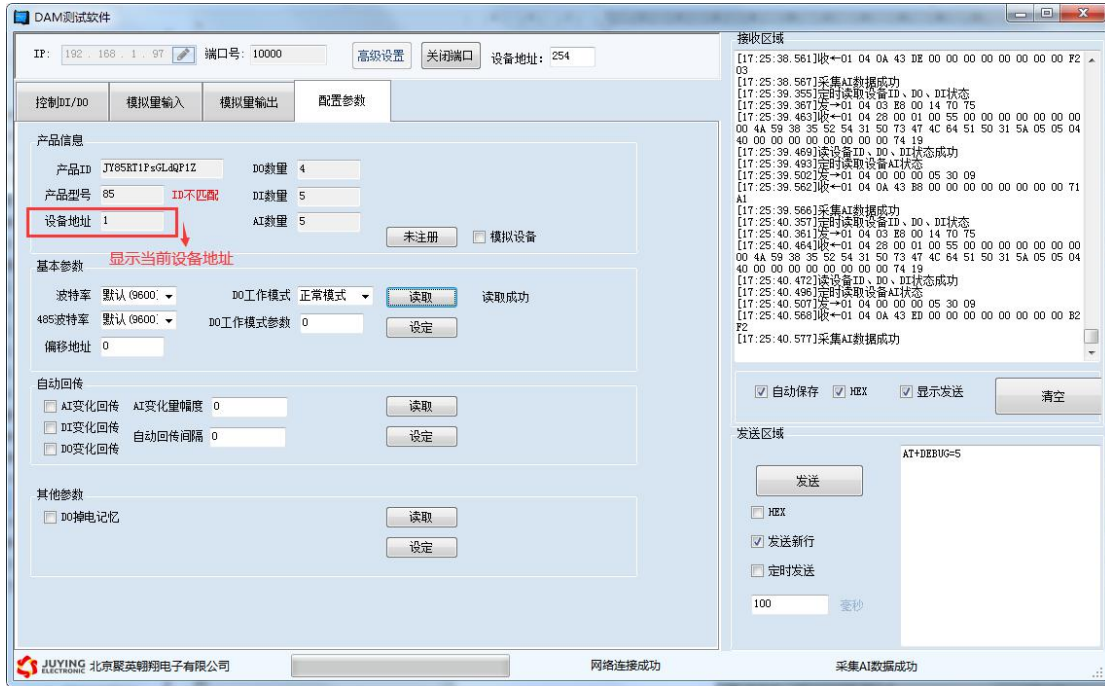 DAM测试软件
IP: 192 . 168 . 1 . 97 端口号: 10000 高级设置 关闭端口 设备地址: 254
控制DI/DO 模拟量输入 模拟量输出 配置参数
产品信息
产品ID JY85RT1PsGLdQP1Z DO数量 4
产品型号 85 ID不匹配 DI数量 5
设备地址 1 AI数量 5
未注册 模拟设备
显示当前设备地址
基本参数
波特率 默认(9600) DO工作模式 正常模式 读取 读取成功
485波特率 默认(9600) DO工作模式参数 0 设定
偏移地址 0
自动回传
AI变化回传 AI变化量幅度 0 读取
DI变化回传 自动回传间隔 0 设定
DO变化回传
其他参数
DO掉电记忆 读取
设定
接收区域
[17:25:38.561]收←01 04 0A 43 DE 00 00 00 00 00 00 00 00 F2
03
[17:25:38.567]采集AI数据成功
[17:25:39.355]定时读取设备ID、DO、DI状态
[17:25:39.367]发→01 04 03 E8 00 14 70 75
[17:25:39.463]收←01 04 28 00 01 00 55 00 00 00 00 00 00
00 4A 59 38 35 52 54 31 50 73 47 4C 64 51 50 31 5A 05 05 04
40 00 00 00 00 00 00 00 00 74 19
[17:25:39.469]读设备ID、DO、DI状态成功
[17:25:39.493]定时读取设备AI状态
[17:25:39.502]发→01 04 00 00 00 05 30 09
[17:25:39.562]收←01 04 0A 43 B8 00 00 00 00 00 00 00 00 71
A1
[17:25:39.566]采集AI数据成功
[17:25:40.357]定时读取设备ID、DO、DI状态
[17:25:40.361]发→01 04 03 E8 00 14 70 75
[17:25:40.464]收←01 04 28 00 01 00 55 00 00 00 00 00 00
00 4A 59 38 35 52 54 31 50 73 47 4C 64 51 50 31 5A 05 05 04
40 00 00 00 00 00 00 00 00 74 19
[17:25:40.472]读设备ID、DO、DI状态成功
[17:25:40.496]定时读取设备AI状态
[17:25:40.507]发→01 04 00 00 00 05 30 09
[17:25:40.568]收←01 04 0A 43 ED 00 00 00 00 00 00 00 00 B2
F2
[17:25:40.577]采集AI数据成功
自动保存 HEX 显示发送 清空
发送区域
AT+DEBUG=5
发送
HEX
发送新行
定时发送
100 毫秒
JUYING ELECTRONIC 北京聚英翱翔电子有限公司 网络连接成功 采集AI数据成功